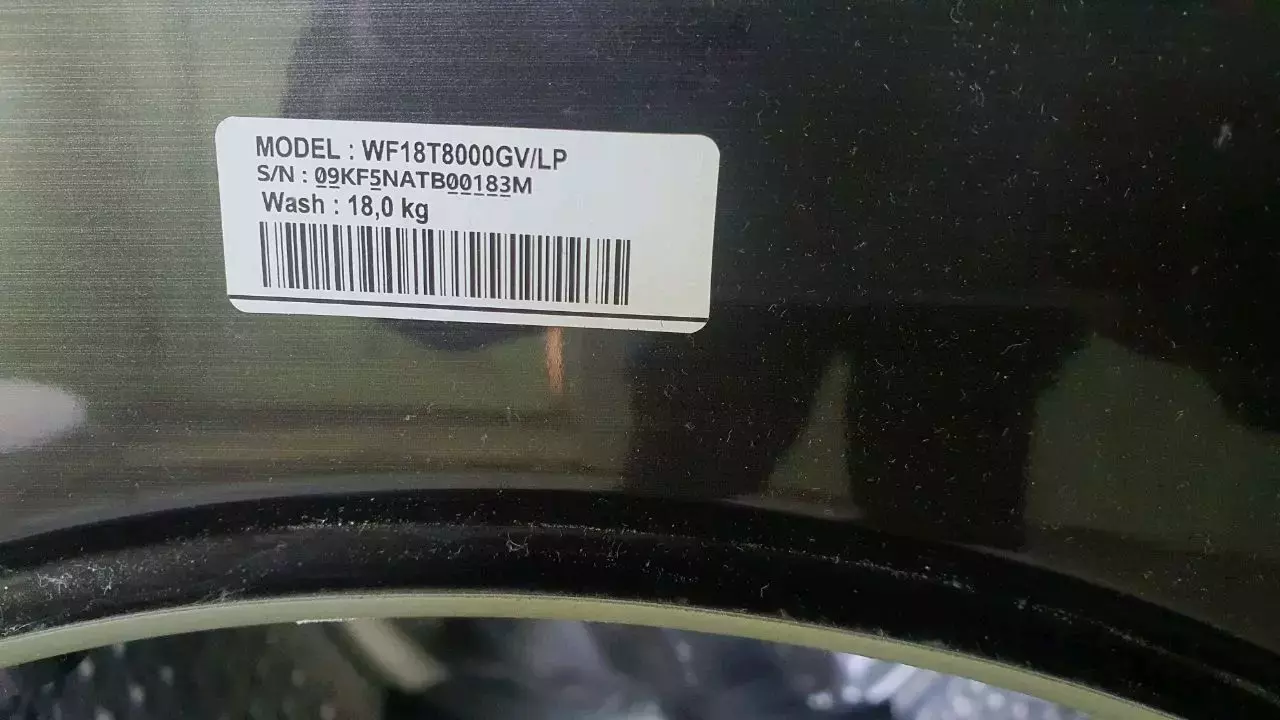 MODEL : WF18T8000GV/LP
S/N : 09KF5NATB00183M
Wash : 18,0 kg